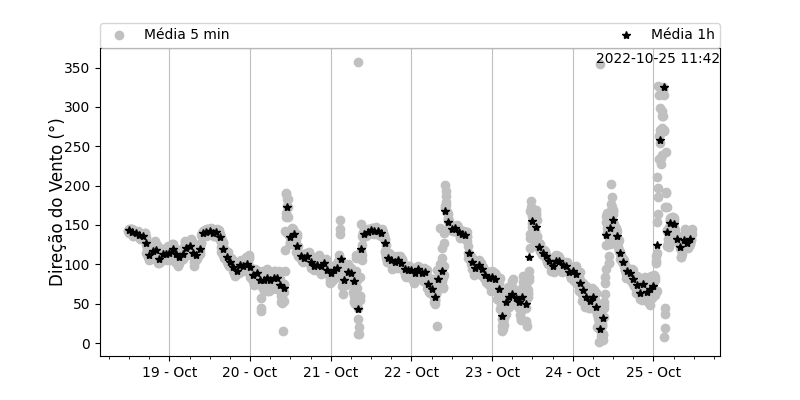 Média 5 min
Média 1h
2022-10-25 11:42
Direção do Vento (°)
350
300
250
200
150
100
50
0
19 - Oct
20 - Oct
21 - Oct
22 - Oct
23 - Oct
24 - Oct
25 - Oct